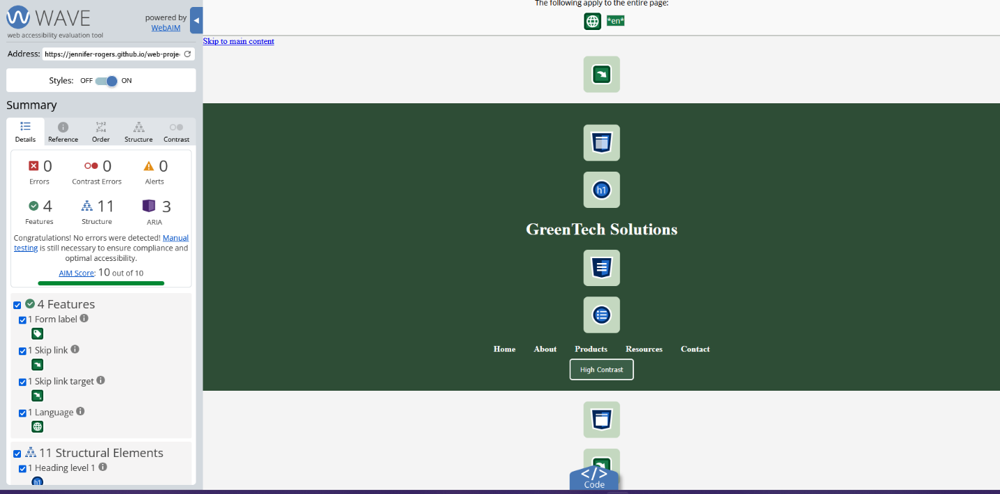 WAVE
web accessibility evaluation tool
powered by
WebAIM
Address: https://jennifer-rogers.github.io/web-proje
Styles: OFF ON
Summary
Details Reference Order Structure Contrast
0 0 0
Errors Contrast Errors Alerts
4 11 3
Features Structure ARIA
Congratulations! No errors were detected! Manual
testing is still necessary to ensure compliance and
optimal accessibility.
AIM Score: 10 out of 10
4 Features
1 Form label
1 Skip link
1 Skip link target
1 Language
11 Structural Elements
1 Heading level 1
h1
The following apply to the entire page:
*en*
Skip to main content
h1
GreenTech Solutions
Home About Products Resources Contact
High Contrast
</>
Code